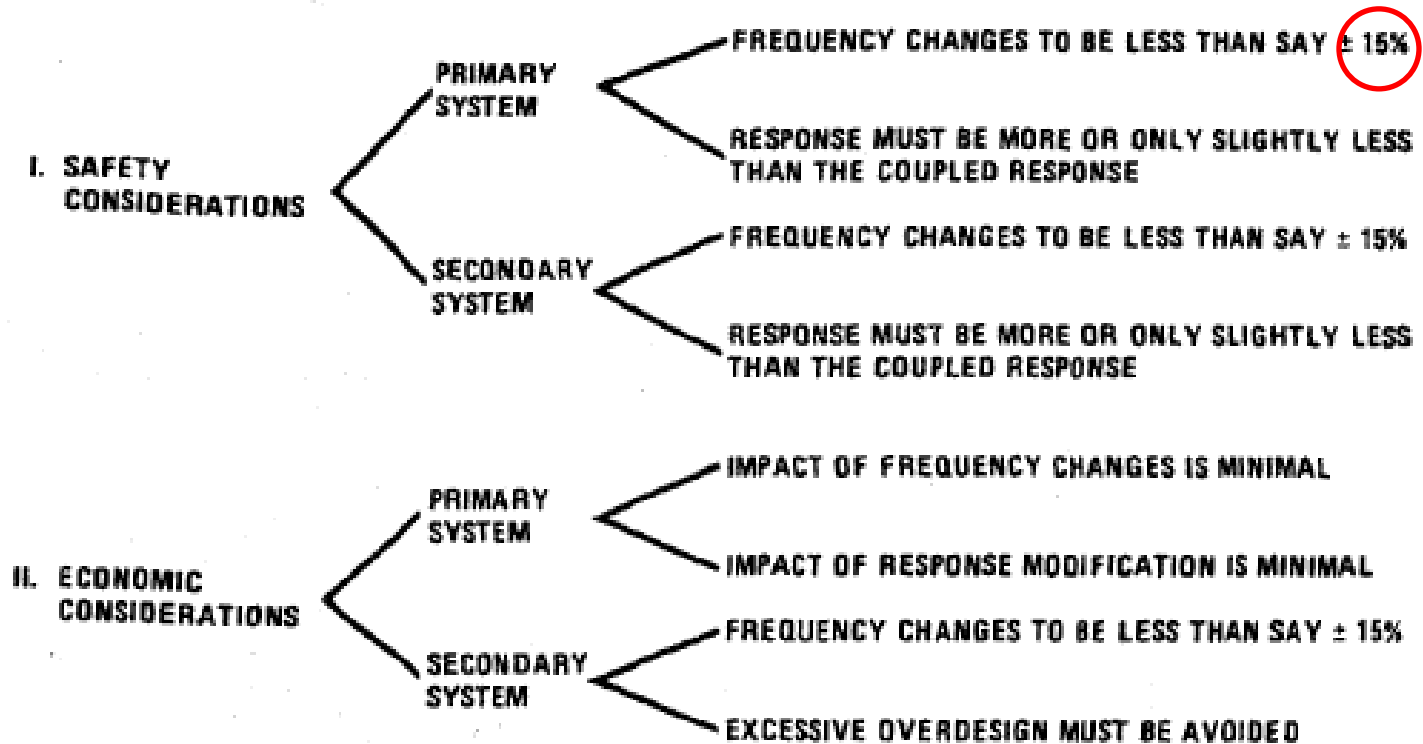 FREQUENCY CHANGES TO BE LESS THAN SAY ± 15%
PRIMARY
SYSTEM
RESPONSE MUST BE MORE OR ONLY SLIGHTLY LESS
THAN THE COUPLED RESPONSE
I. SAFETY
CONSIDERATIONS
FREQUENCY CHANGES TO BE LESS THAN SAY ± 15%
SECONDARY
SYSTEM
RESPONSE MUST BE MORE OR ONLY SLIGHTLY LESS
THAN THE COUPLED RESPONSE
IMPACT OF FREQUENCY CHANGES IS MINIMAL
PRIMARY
SYSTEM
IMPACT OF RESPONSE MODIFICATION IS MINIMAL
II. ECONOMIC
CONSIDERATIONS
FREQUENCY CHANGES TO BE LESS THAN SAY ± 15%
SECONDARY
SYSTEM
EXCESSIVE OVERDESIGN MUST BE AVOIDED